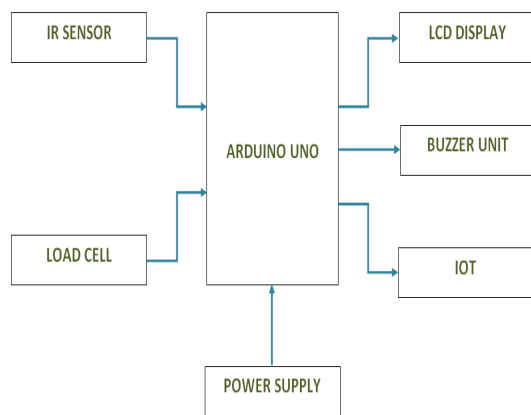 IR SENSOR
LCD DISPLAY
ARDUINO UNO
BUZZER UNIT
LOAD CELL
IOT
POWER SUPPLY